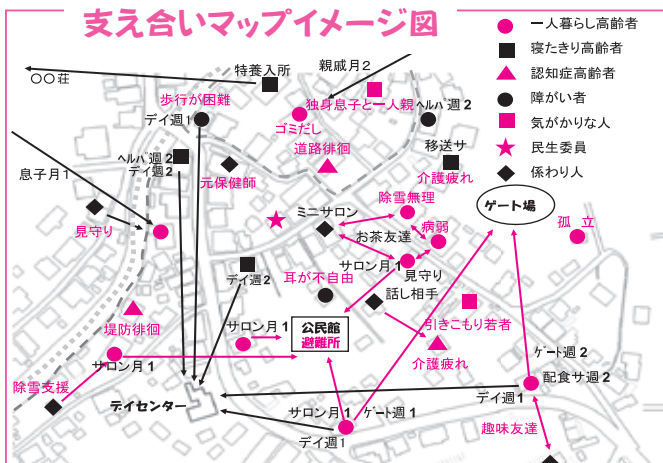 支え合いマップイメージ図
一人暮らし高齢者
寝たきり高齢者
認知症高齢者
障がい者
気がかりな人
民生委員
係わり人
○○荘
特養入所
親戚月2
歩行が困難
デイ週1
独身息子と一人親
ゴミだし
ヘルパ週2
道路徘徊
移送サ
介護疲れ
ヘルパ週2
デイ週2
元保健師
息子月1
見守り
除雪無理
ミニサロン
お茶友達
病弱
ゲート場
孤立
サロン月1
見守り
デイ週2
耳が不自由
話し相手
堤防徘徊
サロン月1
公民館
避難所
引きこもり若者
介護疲れ
サロン月1
ゲート週2
配食サ週2
除雪支援
デイセンター
デイ週1
サロン月1
ゲート週1
デイ週1
趣味友達